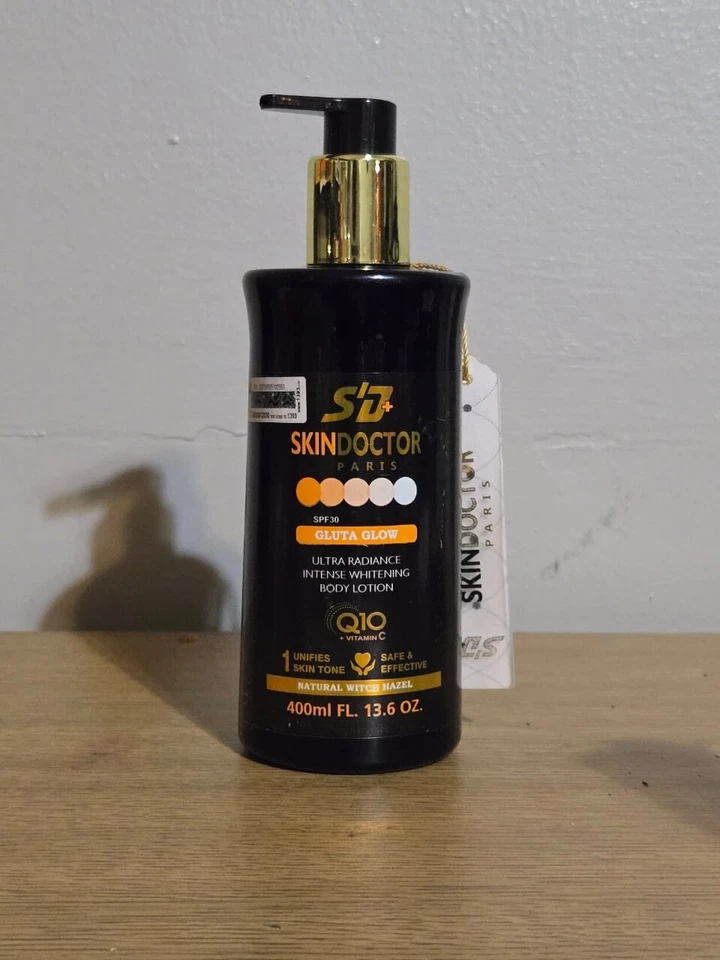 S'D+
SKINDOCTOR
PARIS
SPF30
GLUTA GLOW
ULTRA RADIANCE
INTENSE WHITENING
BODY LOTION
Q10
+ VITAMIN C
1 UNIFIES
SKIN TONE
SAFE &
EFFECTIVE
NATURAL WITCH HAZEL
400ml FL. 13.6 OZ.
SKINDOCTOR
PARIS